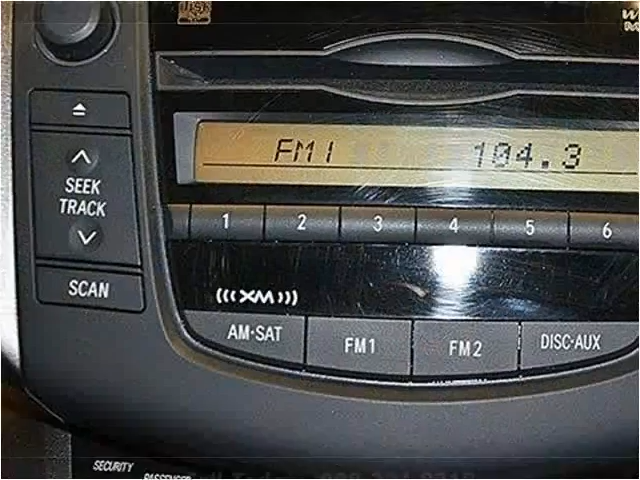 FM1 104.3
1 2 3 4 5 6
SEEK
TRACK
SCAN
(((XM)))
AM·SAT FM1 FM2 DISC·AUX
SECURITY
PASSENGER